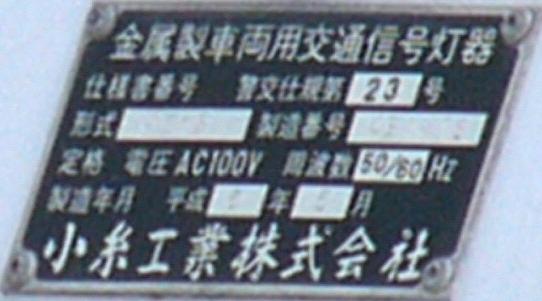 金属製車両用交通信号灯器
仕様書番号 警交仕規第 23 号
形式 製造番号
定格 電圧 AC100V 周波数 50/60 Hz
製造年月 平成 年 月
小糸工業株式会社